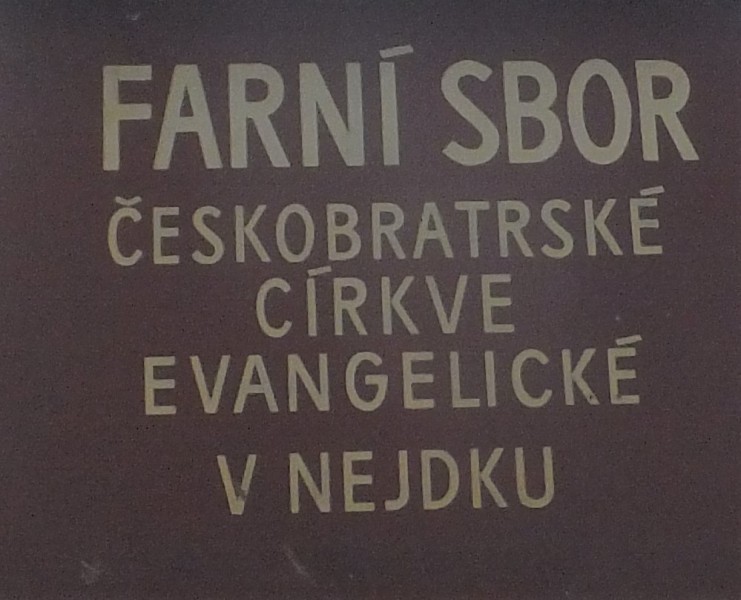 FARNÍ SBOR
ČESKOBRATRSKÉ
CÍRKVE
EVANGELICKÉ
V NEJDKU